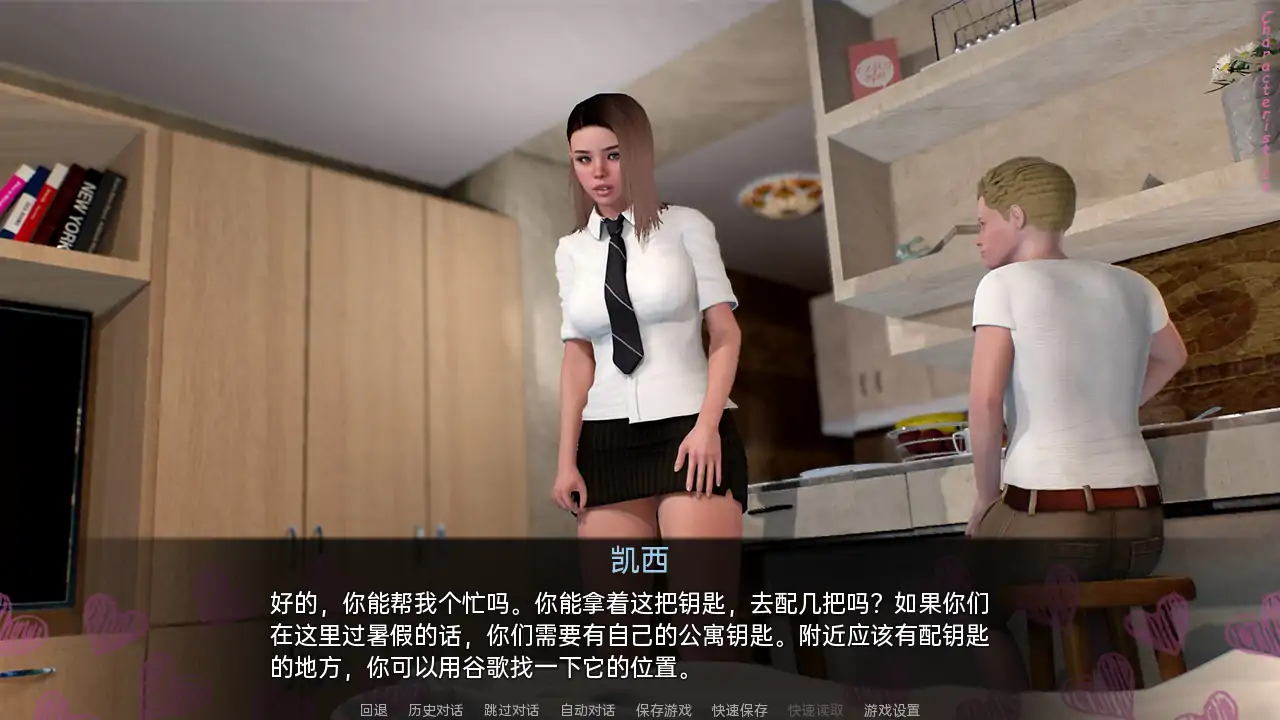 Characteristic
NEW YORK
凯西
好的，你能帮我个忙吗。你能拿着这把钥匙，去配几把吗？如果你们
在这里过暑假的话，你们需要有自己的公寓钥匙。附近应该有配钥匙
的地方，你可以用谷歌找一下它的位置。
回退 历史对话 跳过对话 自动对话 保存游戏 快速保存 快速读取 游戏设置